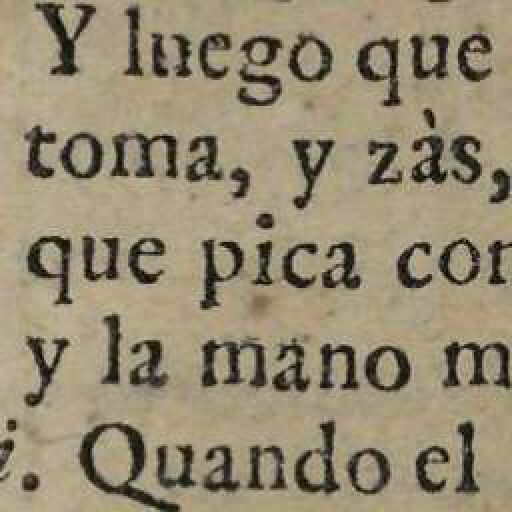 Y luego que
toma, y zàs,
que pica con
y la mano m
i. Quando el